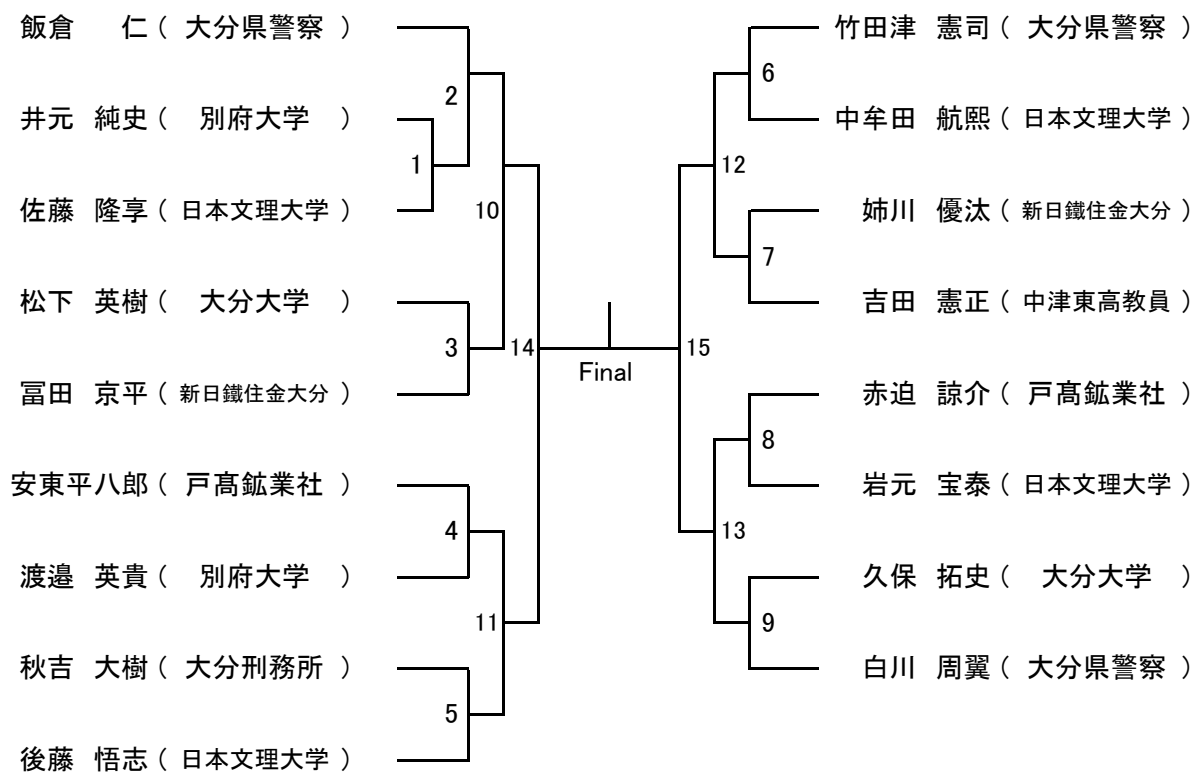 飯倉　仁（ 大分県警察 ）
井元　純史（ 別府大学 ）
佐藤　隆享（ 日本文理大学 ）
松下　英樹（ 大分大学 ）
冨田　京平（ 新日鐵住金大分 ）
安東平八郎（ 戸髙鉱業社 ）
渡邉　英貴（ 別府大学 ）
秋吉　大樹（ 大分刑務所 ）
後藤　悟志（ 日本文理大学 ）
1
2
3
4
5
10
11
14
Final
15
12
13
6
7
8
9
竹田津　憲司（ 大分県警察 ）
中牟田　航熙（ 日本文理大学 ）
姉川　優汰（ 新日鐵住金大分 ）
吉田　憲正（ 中津東高教員 ）
赤迫　諒介（ 戸髙鉱業社 ）
岩元　宝泰（ 日本文理大学 ）
久保　拓史（ 大分大学 ）
白川　周翼（ 大分県警察 ）